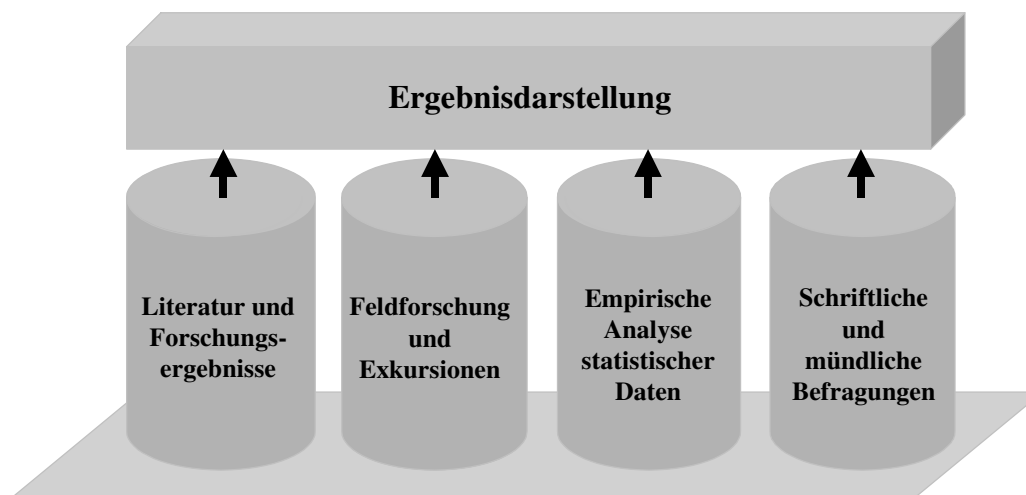 Ergebnisdarstellung
Literatur und
Forschungs-
ergebnisse
Feldforschung
und
Exkursionen
Empirische
Analyse
statistischer
Daten
Schriftliche
und
mündliche
Befragungen